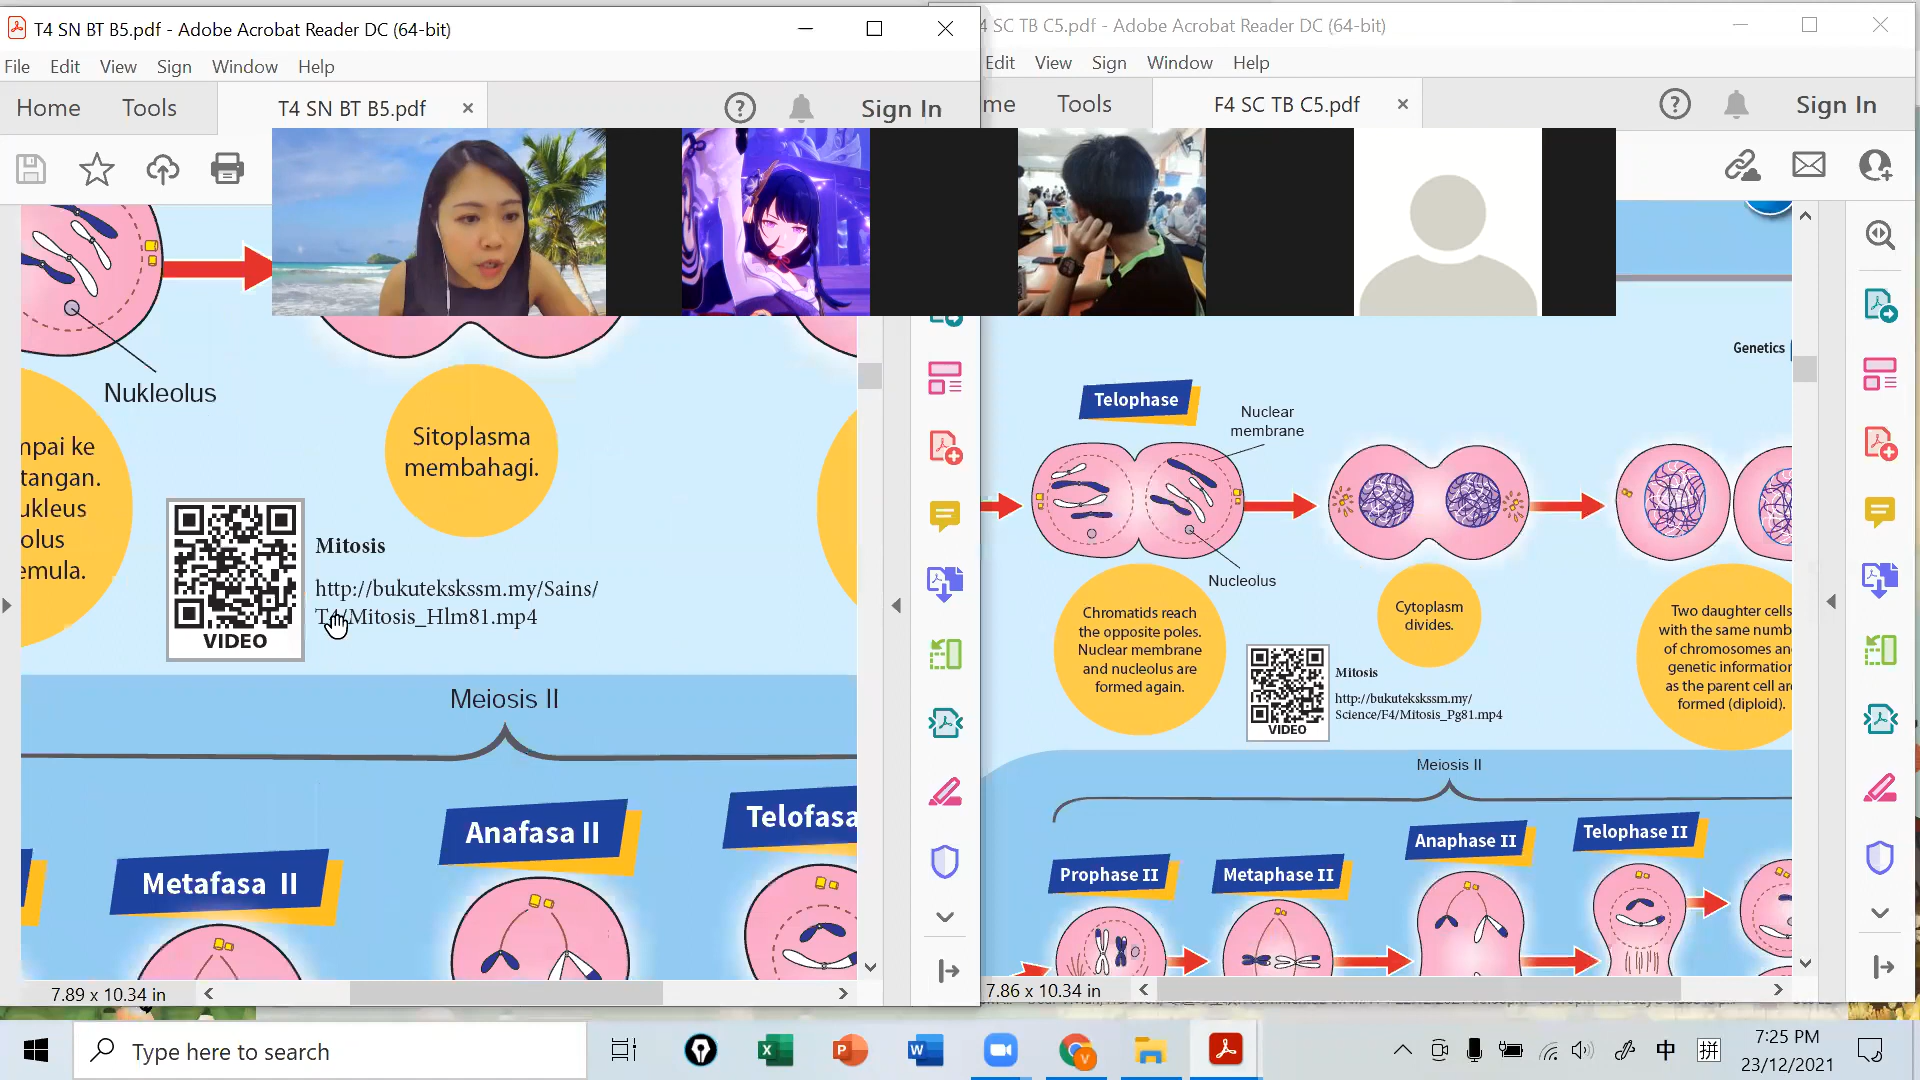 T4 SN BT B5.pdf - Adobe Acrobat Reader DC (64-bit)
File Edit View Sign Window Help
Home Tools T4 SN BT B5.pdf Sign In
Nukleolus
Sitoplasma
membahagi.
mpai ke
tangan.
ukleus
olus
emula.
VIDEO
Mitosis
http://bukutekskssm.my/Sains/
T4/Mitosis_Hlm81.mp4
Meiosis II
Metafasa II
Anafasa II
Telofasa
7.89 x 10.34 in
4 SC TB C5.pdf - Adobe Acrobat Reader DC (64-bit)
Edit View Sign Window Help
me Tools F4 SC TB C5.pdf Sign In
Genetics
Telophase
Nuclear
membrane
Nucleolus
Chromatids reach
the opposite poles.
Nuclear membrane
and nucleolus are
formed again.
Cytoplasm
divides.
VIDEO
Mitosis
http://bukutekskssm.my/
Science/F4/Mitosis_Pg81.mp4
Two daughter cells
with the same numb
of chromosomes an
genetic information
as the parent cell ar
formed (diploid).
Meiosis II
Prophase II
Metaphase II
Anaphase II
Telophase II
7.86 x 10.34 in
Type here to search
中
拼
7:25 PM
23/12/2021